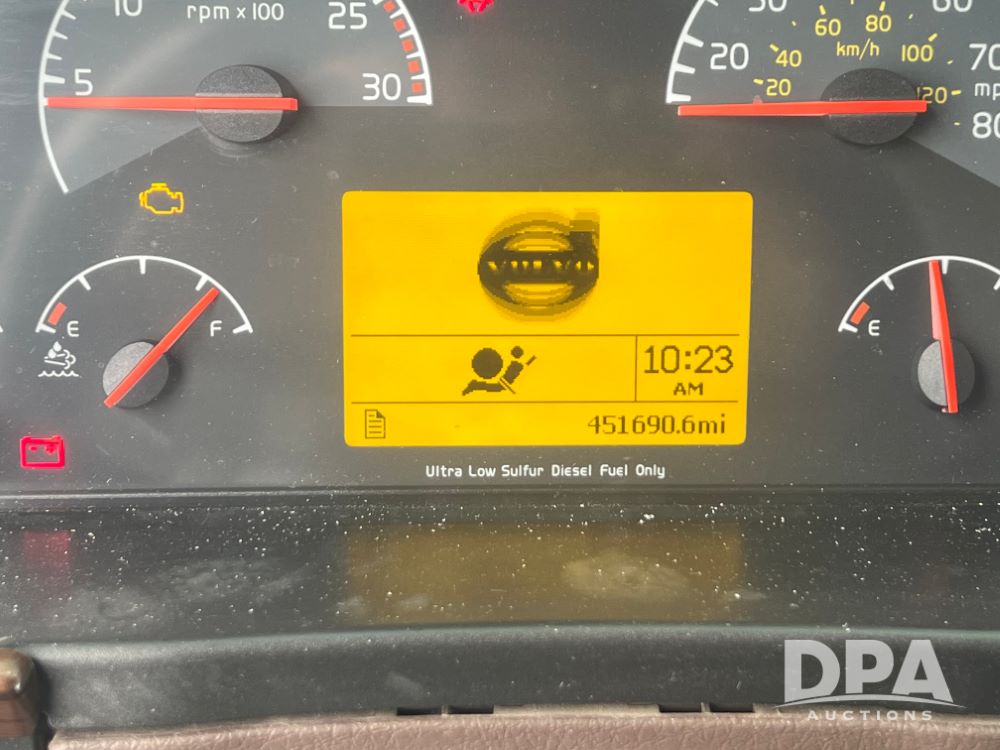 10
rpm x 100
25
5
30
60
80
20
40
km/h
100
70
20
120
80
E
F
VOLVO
E
10:23
AM
451690.6mi
Ultra Low Sulfur Diesel Fuel Only
DPA
AUCTIONS